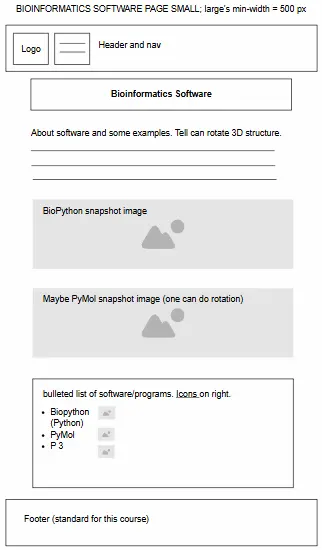 BIOINFORMATICS SOFTWARE PAGE SMALL; large's min-width = 500 px
Logo
Header and nav
Bioinformatics Software
About software and some examples. Tell can rotate 3D structure.
BioPython snapshot image
Maybe PyMol snapshot image (one can do rotation)
bulleted list of software/programs. Icons on right.
• Biopython
(Python)
• PyMol
• P 3
Footer (standard for this course)